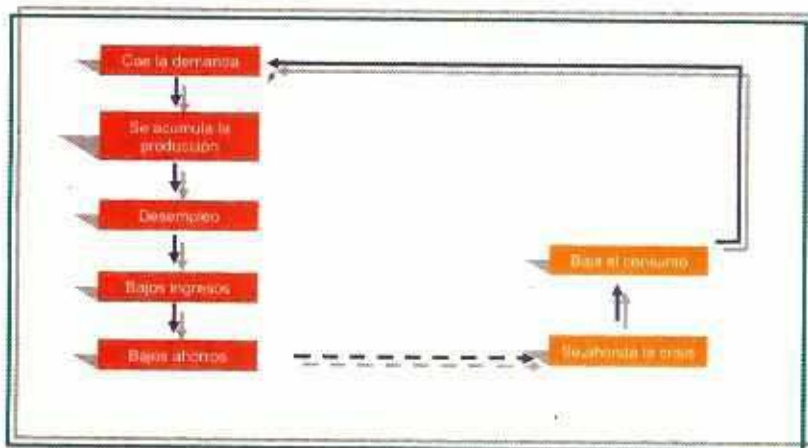 Cae la demanda
Se acumula la
producción
Desempleo
Bajos ingresos
Bajos ahorros
Baja el consumo
Se ahonda la crisis